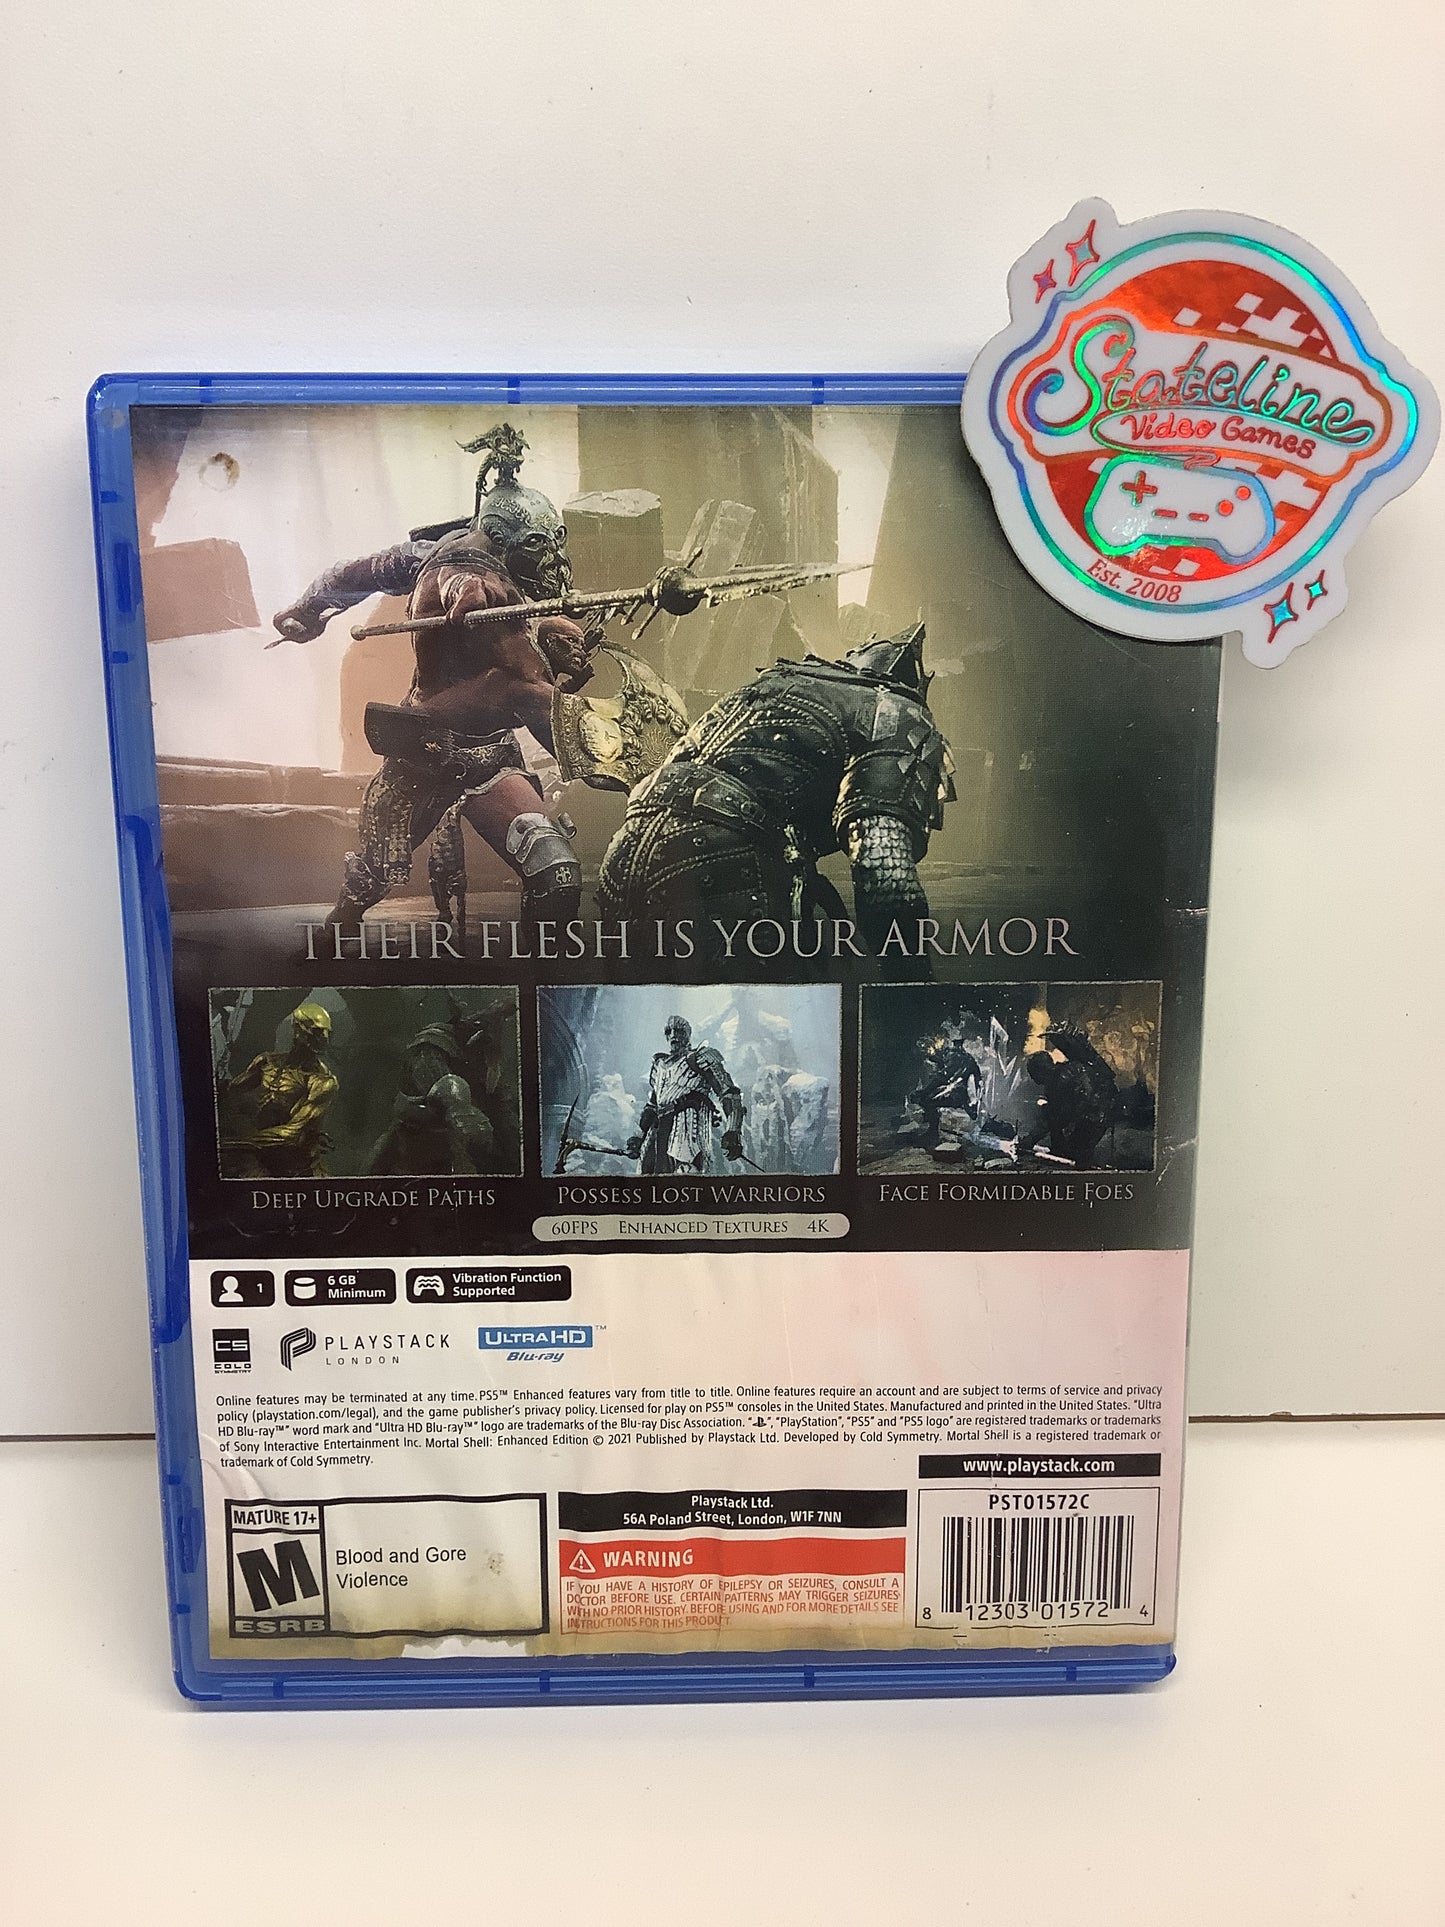 Stateline
Video Games
Est. 2008
THEIR FLESH IS YOUR ARMOR
DEEP UPGRADE PATHS
POSSESS LOST WARRIORS
FACE FORMIDABLE FOES
60FPS ENHANCED TEXTURES 4K
1
6 GB
Minimum
Vibration Function
Supported
CS
COLD
SYMMETRY
PLAYSTACK
LONDON
ULTRA HD™
Blu-ray
Online features may be terminated at any time. PS5™ Enhanced features vary from title to title. Online features require an account and are subject to terms of service and privacy
policy (playstation.com/legal), and the game publisher's privacy policy. Licensed for play on PS5™ consoles in the United States. Manufactured and printed in the United States. "Ultra
HD Blu-ray™" word mark and "Ultra HD Blu-ray™" logo are trademarks of the Blu-ray Disc Association. "PS", "PlayStation", "PS5" and "PS5 logo" are registered trademarks or trademarks
of Sony Interactive Entertainment Inc. Mortal Shell: Enhanced Edition © 2021 Published by Playstack Ltd. Developed by Cold Symmetry. Mortal Shell is a registered trademark or
trademark of Cold Symmetry.
www.playstack.com
MATURE 17+
M
ESRB
Blood and Gore
Violence
Playstack Ltd.
56A Poland Street, London, W1F 7NN
WARNING
IF YOU HAVE A HISTORY OF EPILEPSY OR SEIZURES, CONSULT A
DOCTOR BEFORE USE. CERTAIN PATTERNS MAY TRIGGER SEIZURES
WITH NO PRIOR HISTORY. BEFORE USING AND FOR MORE DETAILS SEE
INSTRUCTIONS FOR THIS PRODUCT.
PST01572C
8 12303 01572 4